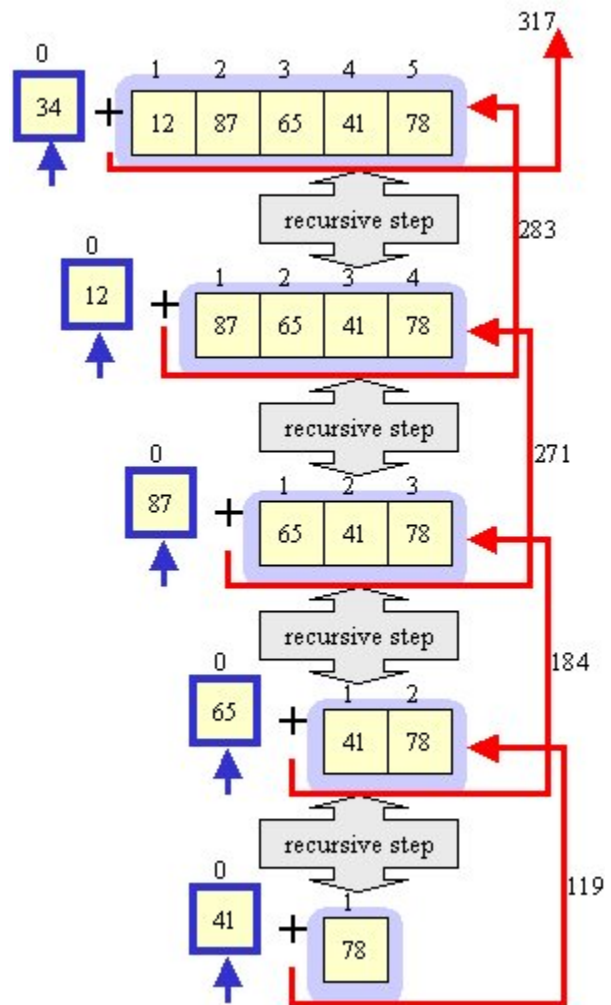 317
0
1 2 3 4 5
34 + 12 87 65 41 78
recursive step
283
0
1 2 3 4
12 + 87 65 41 78
recursive step
271
0
1 2 3
87 + 65 41 78
recursive step
184
0
1 2
65 + 41 78
recursive step
119
0
1
41 + 78